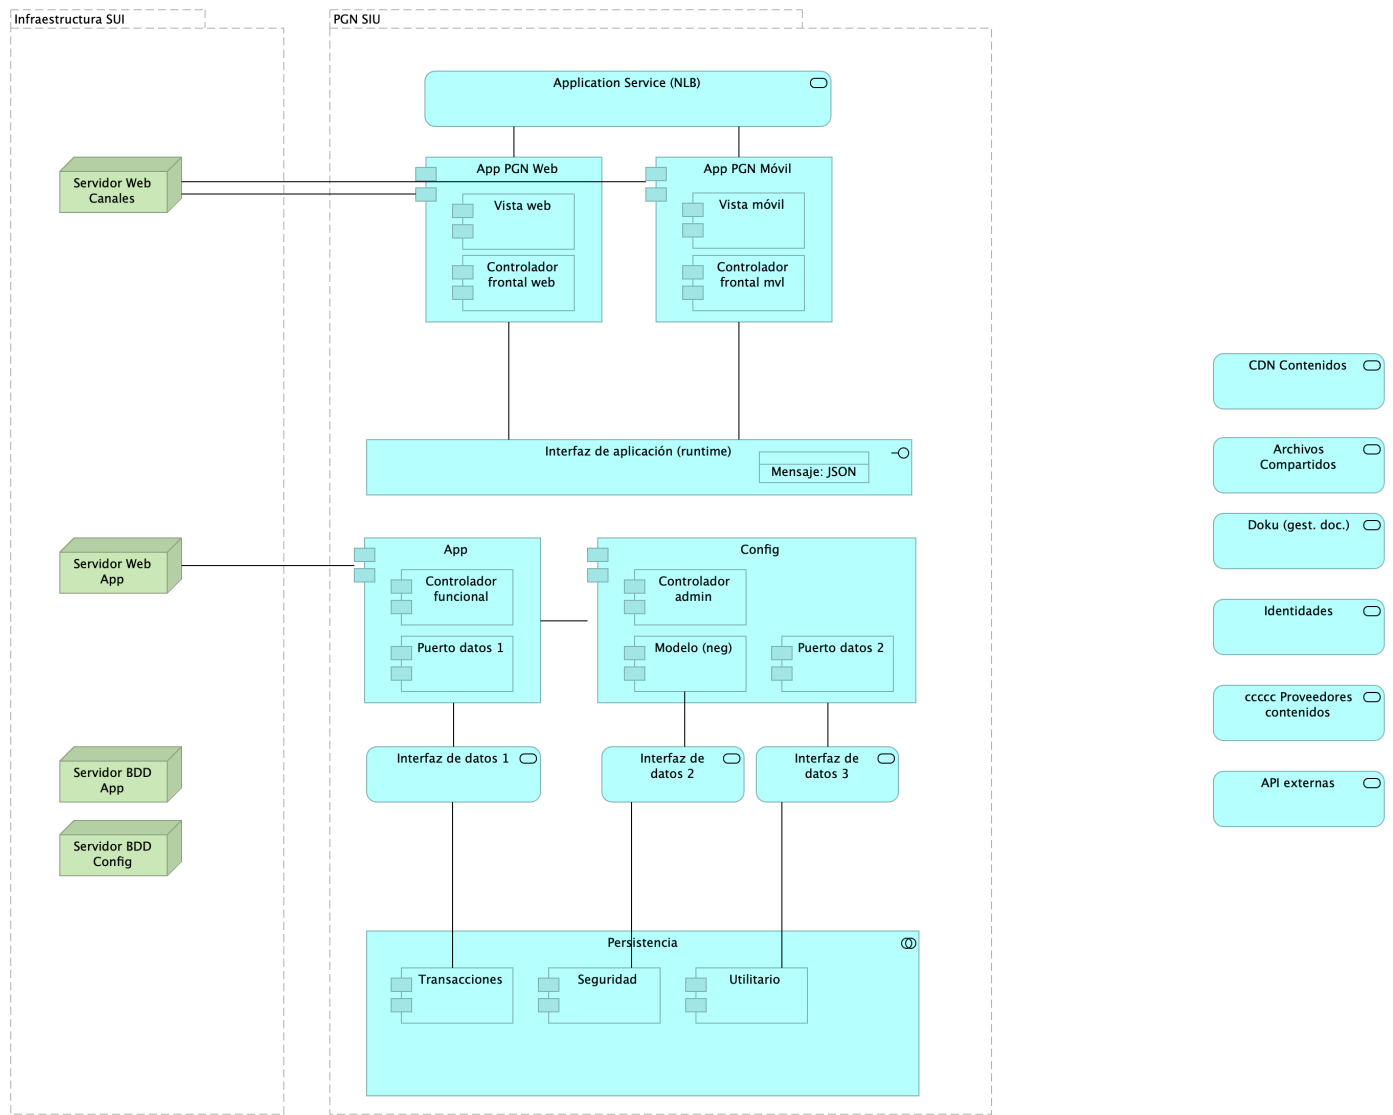 Infraestructura SUI
PGN SIU
Application Service (NLB)
Servidor Web
Canales
App PGN Web
Vista web
Controlador
frontal web
App PGN Móvil
Vista móvil
Controlador
frontal mvl
Interfaz de aplicación (runtime)
Mensaje: JSON
Servidor Web
App
App
Controlador
funcional
Puerto datos 1
Config
Controlador
admin
Modelo (neg)
Puerto datos 2
Servidor BDD
App
Servidor BDD
Config
Interfaz de datos 1
Interfaz de
datos 2
Interfaz de
datos 3
Persistencia
Transacciones
Seguridad
Utilitario
CDN Contenidos
Archivos
Compartidos
Doku (gest. doc.)
Identidades
ccccc Proveedores
contenidos
API externas